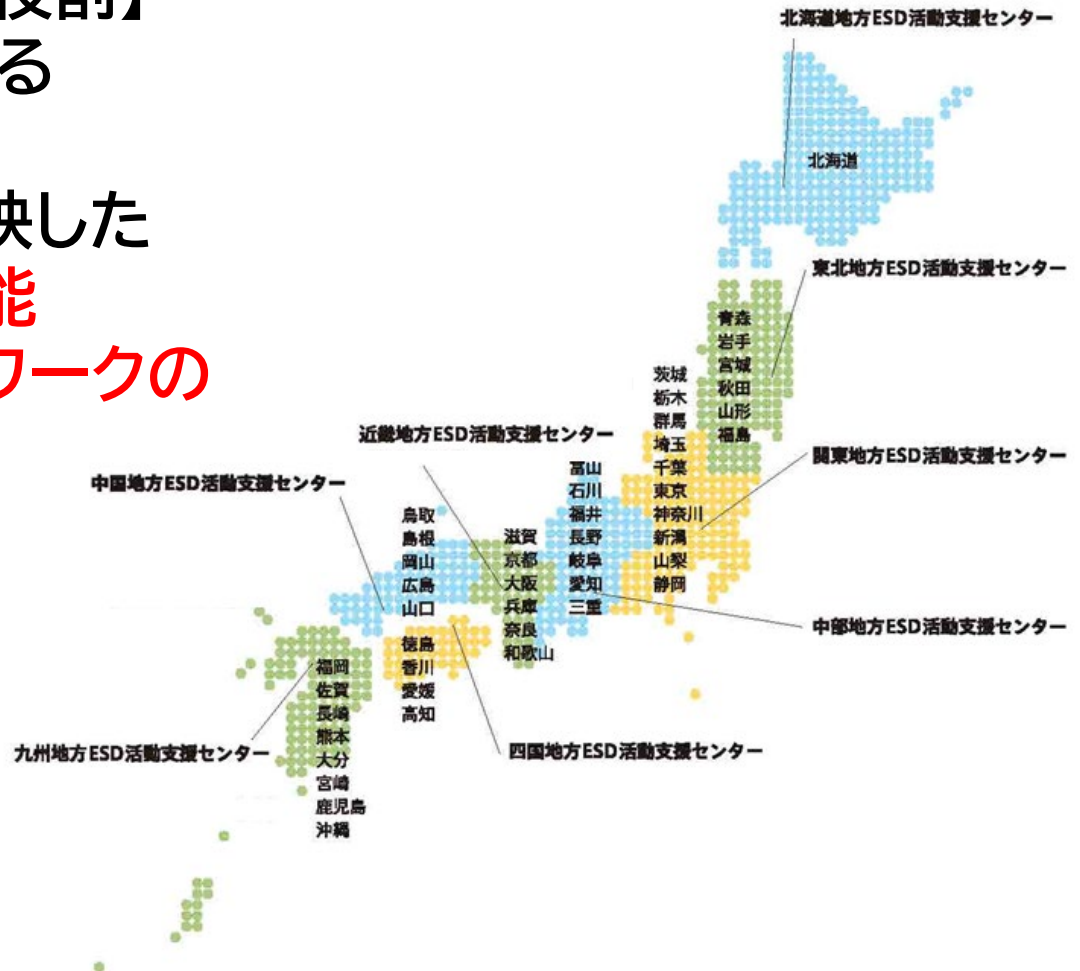 役割】
る
映した
能
ワークの
北海道地方ESD活動支援センター
北海道
東北地方ESD活動支援センター
青森
岩手
宮城
秋田
山形
福島
茨城
栃木
群馬
埼玉
千葉
東京
神奈川
新潟
山梨
静岡
関東地方ESD活動支援センター
近畿地方ESD活動支援センター
中国地方ESD活動支援センター
富山
石川
福井
長野
岐阜
愛知
三重
滋賀
京都
大阪
兵庫
奈良
和歌山
鳥取
島根
岡山
広島
山口
中部地方ESD活動支援センター
徳島
香川
愛媛
高知
福岡
佐賀
長崎
熊本
大分
宮崎
鹿児島
沖縄
九州地方ESD活動支援センター
四国地方ESD活動支援センター